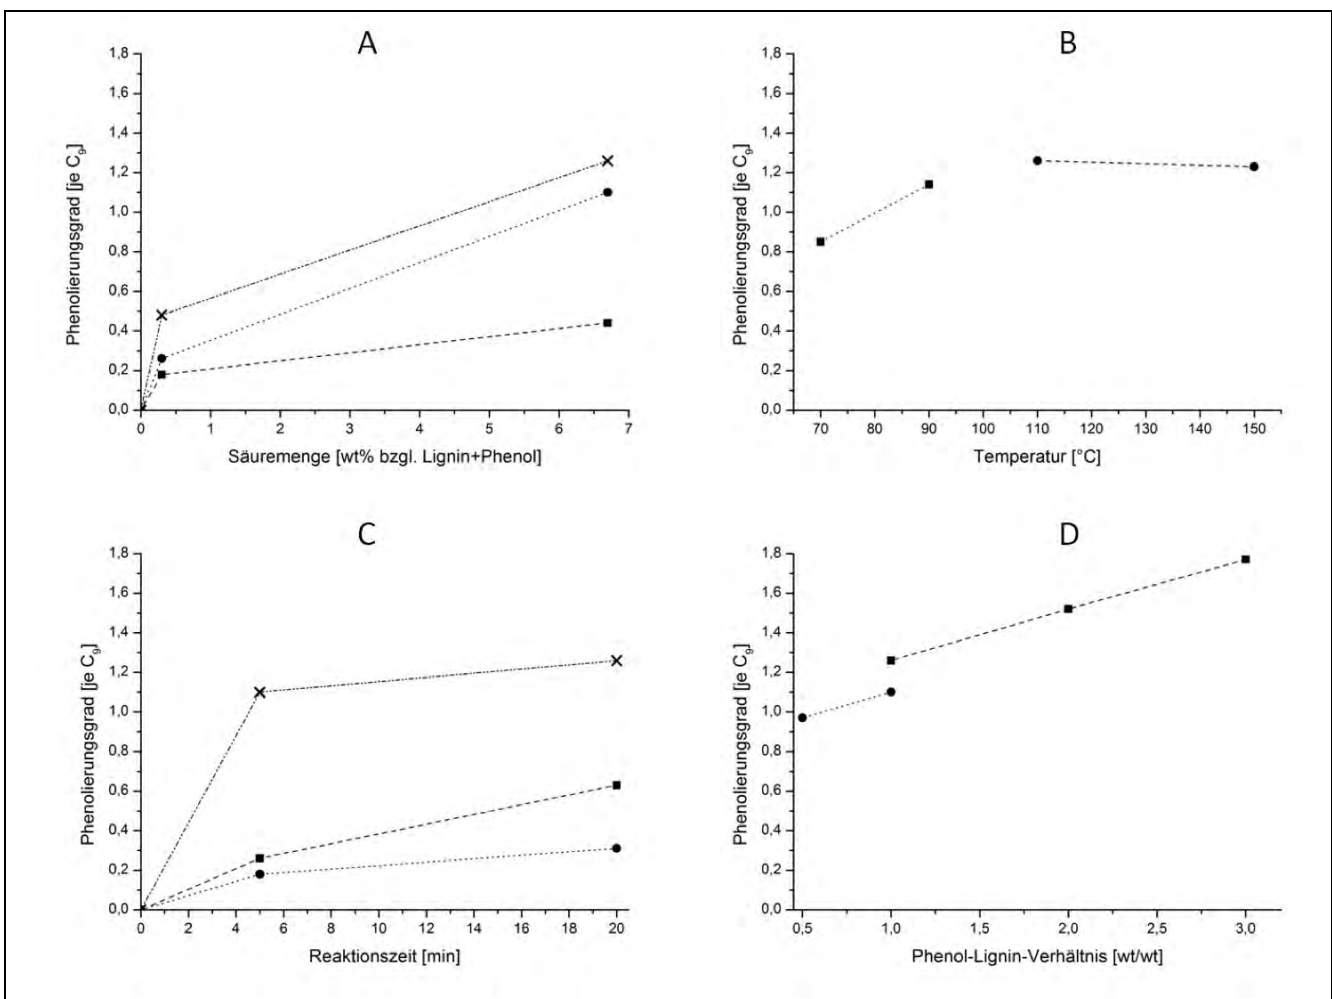 A
1,8
1,6
1,4
1,2
1,0
0,8
0,6
0,4
0,2
0,0
Phenolierungsgrad [je C₉]
0 1 2 3 4 5 6 7
Säuremenge [wt% bzgl. Lignin+Phenol]
B
1,8
1,6
1,4
1,2
1,0
0,8
0,6
0,4
0,2
0,0
Phenolierungsgrad [je C₉]
70 80 90 100 110 120 130 140 150
Temperatur [°C]
C
1,8
1,6
1,4
1,2
1,0
0,8
0,6
0,4
0,2
0,0
Phenolierungsgrad [je C₉]
0 2 4 6 8 10 12 14 16 18 20
Reaktionszeit [min]
D
1,8
1,6
1,4
1,2
1,0
0,8
0,6
0,4
0,2
0,0
Phenolierungsgrad [je C₉]
0,5 1,0 1,5 2,0 2,5 3,0
Phenol-Lignin-Verhältnis [wt/wt]